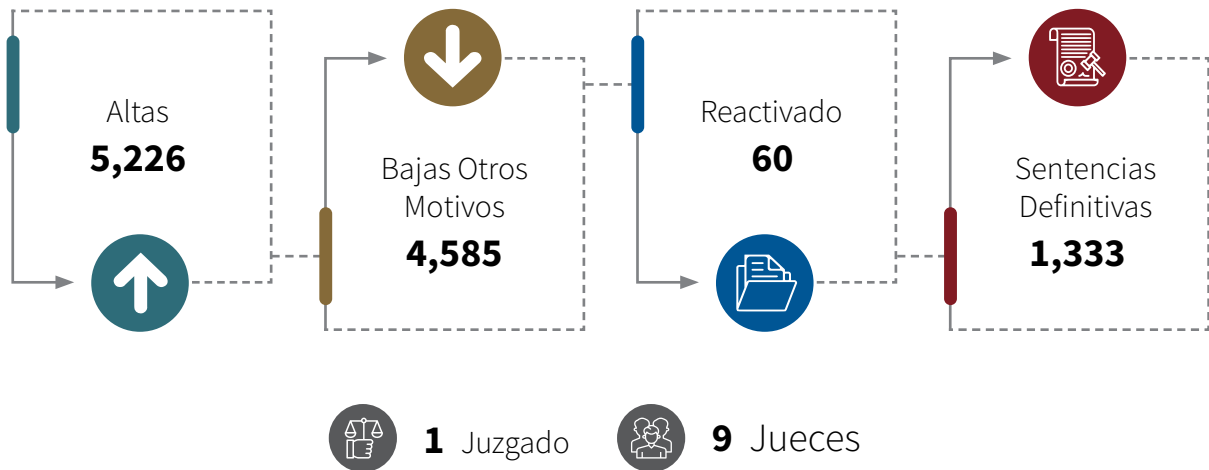 Altas
5,226
Bajas Otros
Motivos
4,585
Reactivado
60
Sentencias
Definitivas
1,333
1 Juzgado
9 Jueces